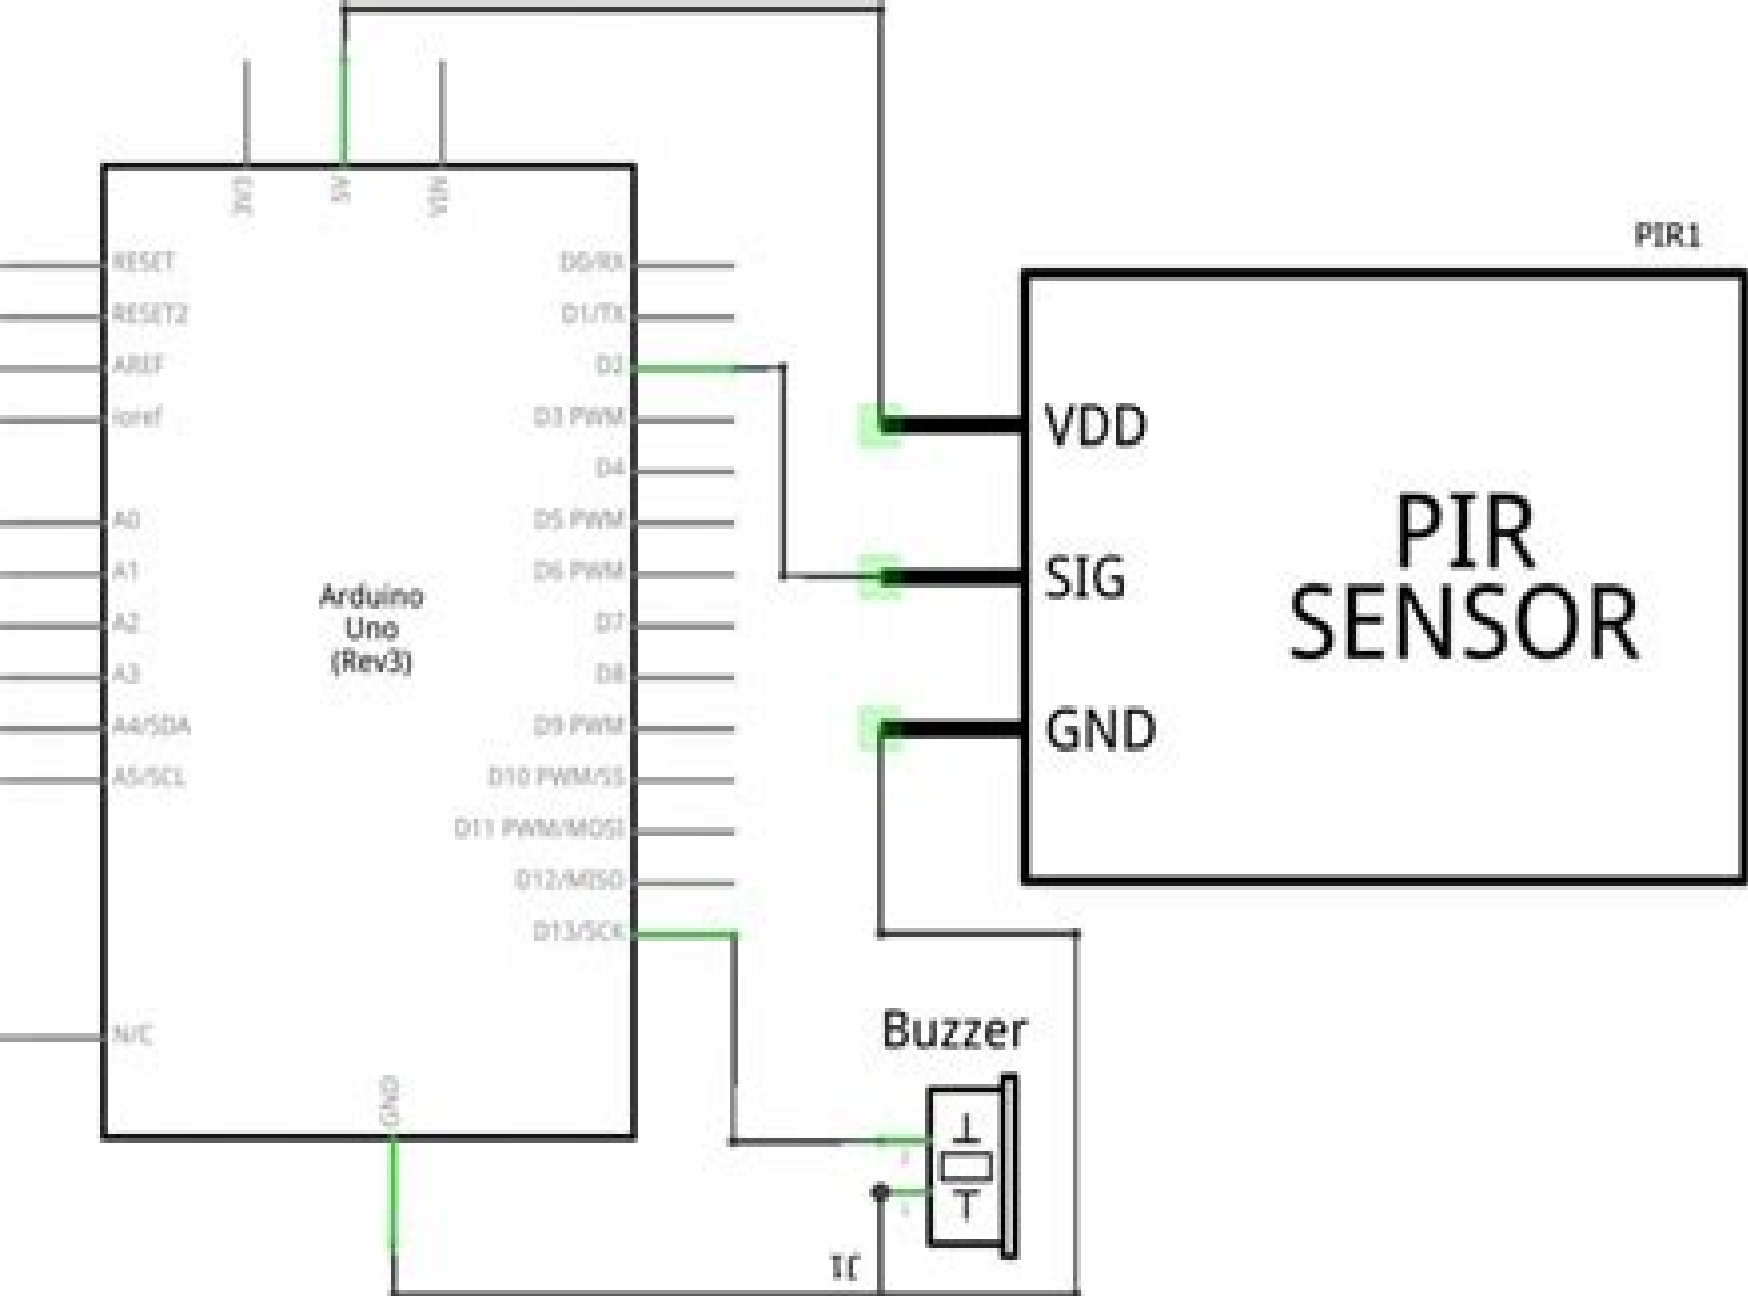 3V3
5V
VIN
RESET
RESET2
AREF
ioref
A0
A1
A2
A3
A4/SDA
A5/SCL
N/C
Arduino
Uno
(Rev3)
D0/RX
D1/TX
D2
D3 PWM
D4
D5 PWM
D6 PWM
D7
D8
D9 PWM
D10 PWM/SS
D11 PWM/MOSI
D12/MISO
D13/SCK
GND
PIR1
VDD
SIG
GND
PIR
SENSOR
Buzzer
J1